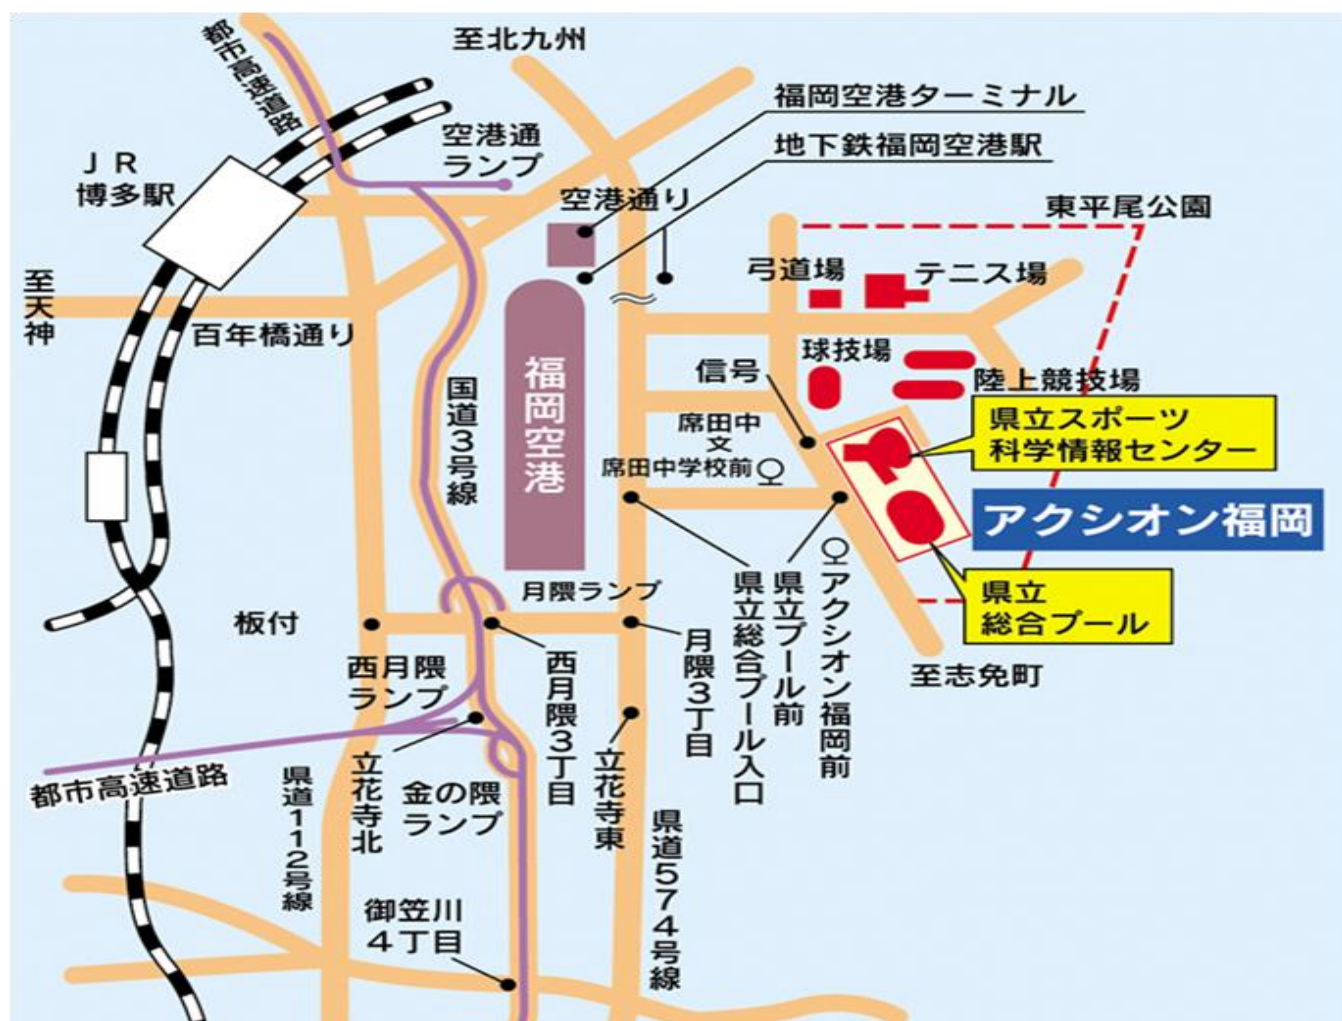 都市高速道路
至北九州
福岡空港ターミナル
空港通
ランプ
地下鉄福岡空港駅
ＪＲ
博多駅
空港通り
東平尾公園
弓道場
テニス場
至天神
百年橋通り
球技場
信号
陸上競技場
国道3号線
福岡空港
県立スポーツ
科学情報センター
席田中
文
席田中学校前
アクシオン福岡
月隈ランプ
県立
総合プール
板付
西月隈
ランプ
西月隈3丁目
月隈3丁目
県立総合プール入口
県立プール前
アクシオン福岡前
至志免町
都市高速道路
県道112号線
立花寺北
金の隈
ランプ
立花寺東
県道574号線
御笠川
4丁目